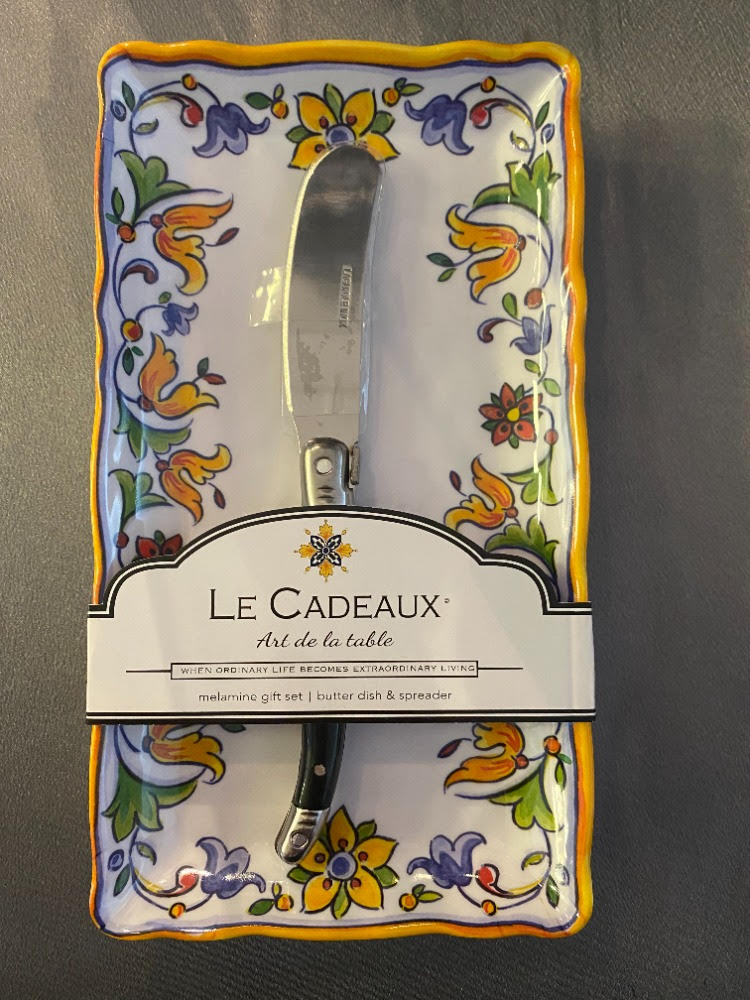 LE CADEAUX®
Art de la table
WHEN ORDINARY LIFE BECOMES EXTRAORDINARY LIVING
melamine gift set | butter dish & spreader